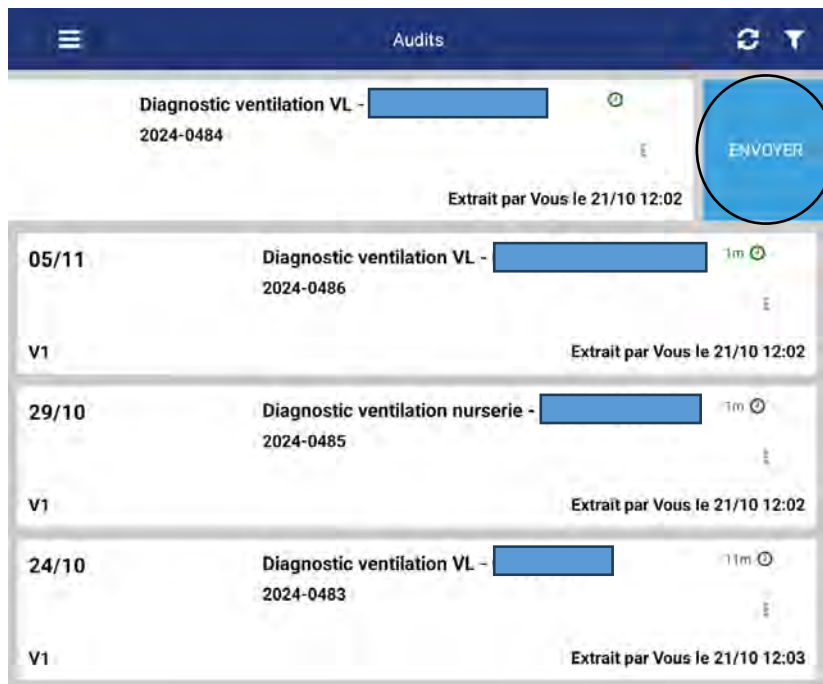 Audits
Diagnostic ventilation VL -
2024-0484
ENVOYER
Extrait par Vous le 21/10 12:02
05/11
Diagnostic ventilation VL -
1m
2024-0486
V1
Extrait par Vous le 21/10 12:02
29/10
Diagnostic ventilation nurserie -
1m
2024-0485
V1
Extrait par Vous le 21/10 12:02
24/10
Diagnostic ventilation VL -
11m
2024-0483
V1
Extrait par Vous le 21/10 12:03